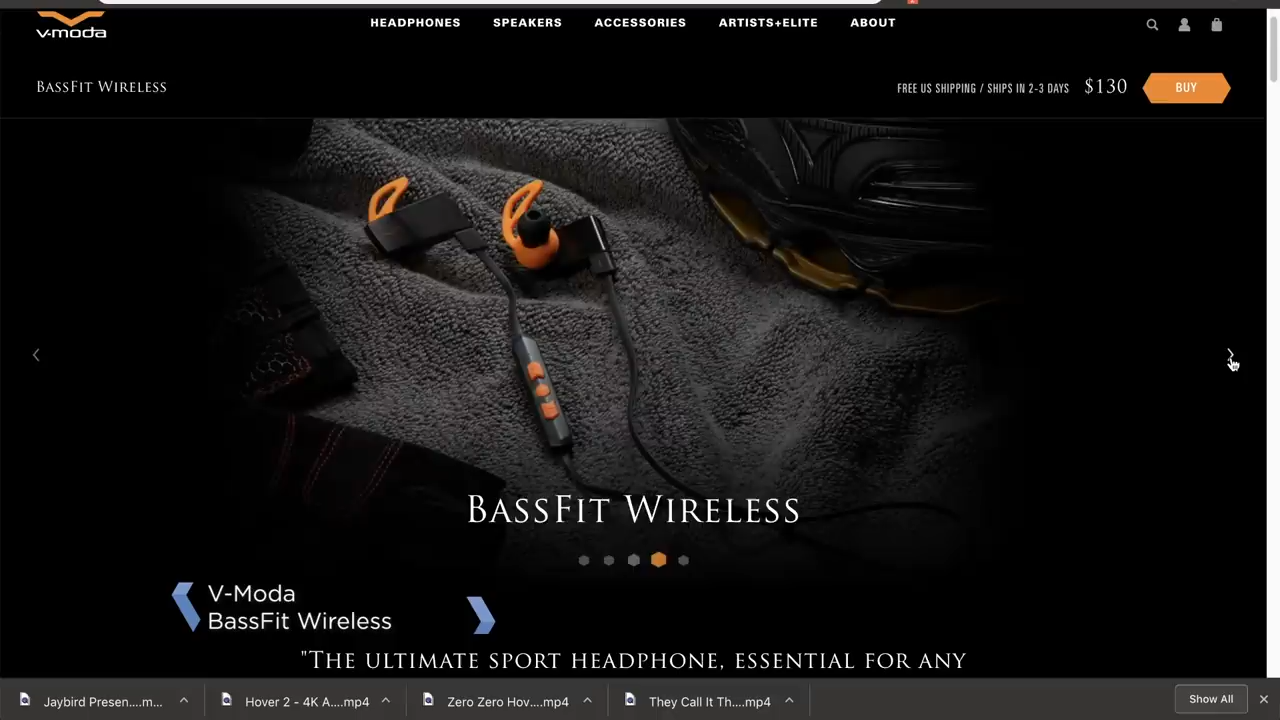 v-moda
HEADPHONES SPEAKERS ACCESSORIES ARTISTS+ELITE ABOUT
BASSFIT WIRELESS
FREE US SHIPPING / SHIPS IN 2-3 DAYS $130 BUY
BASSFIT WIRELESS
V-Moda
BassFit Wireless
"THE ULTIMATE SPORT HEADPHONE, ESSENTIAL FOR ANY
Jaybird Presen....m... Hover 2 - 4K A....mp4 Zero Zero Hov....mp4 They Call It Th....mp4 Show All